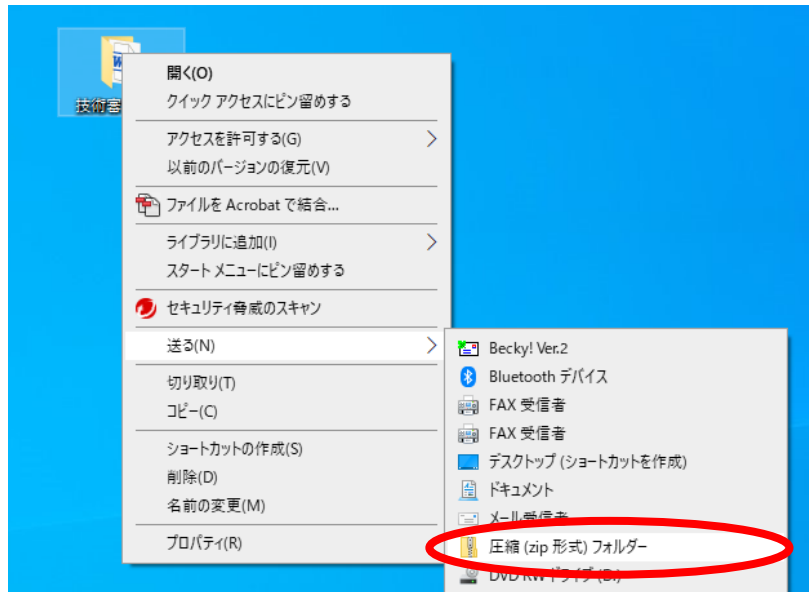 技術
開く(O)
クイック アクセスにピン留めする
アクセスを許可する(G)
以前のバージョンの復元(V)
ファイルを Acrobat で結合...
ライブラリに追加(I)
スタート メニューにピン留めする
セキュリティ脅威のスキャン
送る(N)
切り取り(T)
コピー(C)
ショートカットの作成(S)
削除(D)
名前の変更(M)
プロパティ(R)
Becky! Ver.2
Bluetooth デバイス
FAX 受信者
FAX 受信者
デスクトップ (ショートカットを作成)
ドキュメント
メール受信者
圧縮 (zip 形式) フォルダー
DVD RW ドライブ (D:)